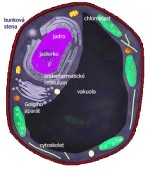 chloroplast
bunková
stena
jadro
jadierko
endoplazmatické
retikulum
vakuola
Golgiho
aparát
cytoskelet